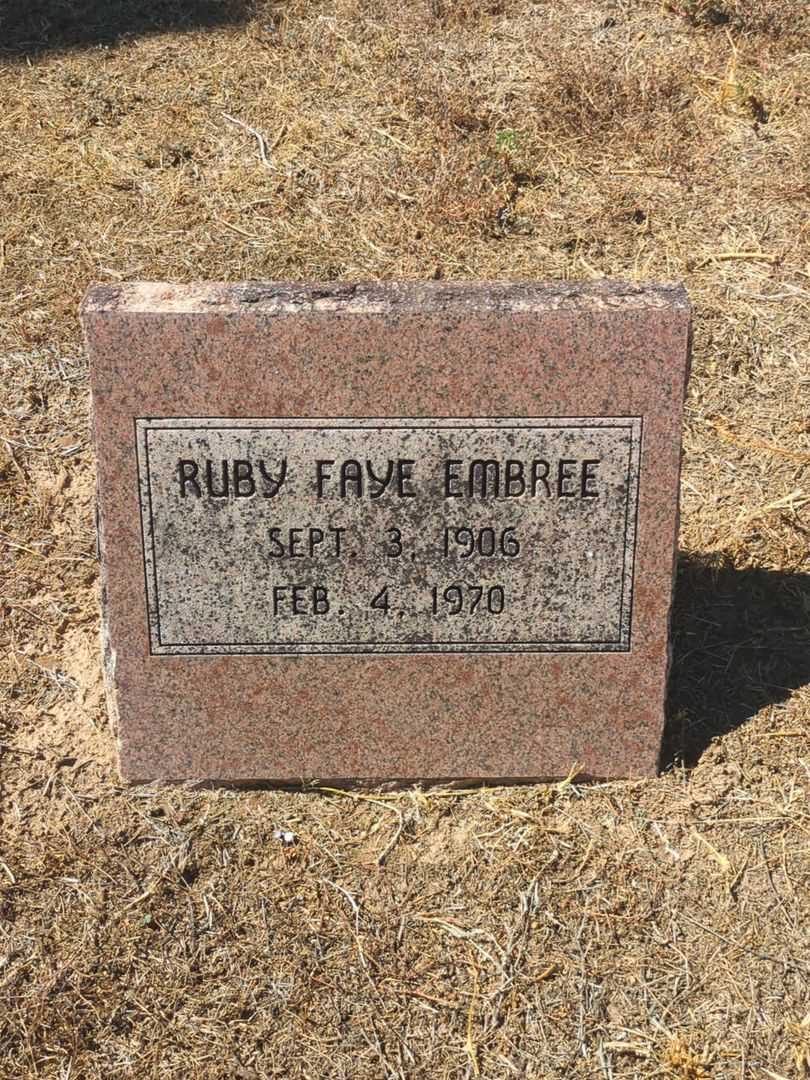 RUBY FAYE EMBREE
SEPT. 3, 1906
FEB. 4, 1970